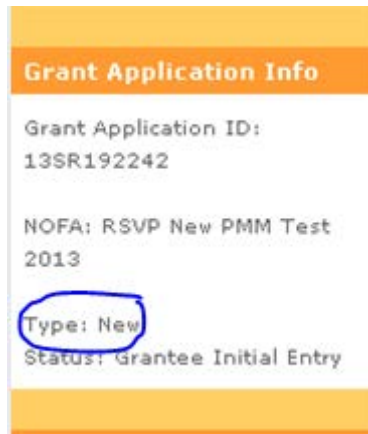 Grant Application Info
Grant Application ID:
13SR192242
NOFA: RSVP New PMM Test
2013
Type: New
Status: Grantee Initial Entry